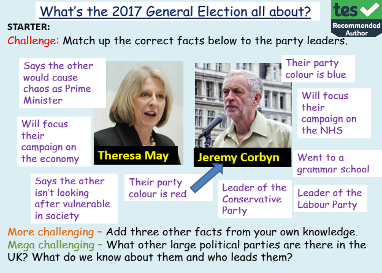 What's the 2017 General Election all about?
tes
Recommended
Author
STARTER:
Challenge: Match up the correct facts below to the party leaders.
Says the other
would cause
chaos as Prime
Minister
Their party
colour is blue
Will focus
their
campaign on
the NHS
Will focus
their
campaign on
the economy
Theresa May
Jeremy Corbyn
Went to a
grammar school
Says the other
isn't looking
after vulnerable
in society
Their party
colour is red
Leader of the
Conservative
Party
Leader of the
Labour Party
More challenging – Add three other facts from your own knowledge.
Mega challenging – What other large political parties are there in the
UK? What do we know about them and who leads them?